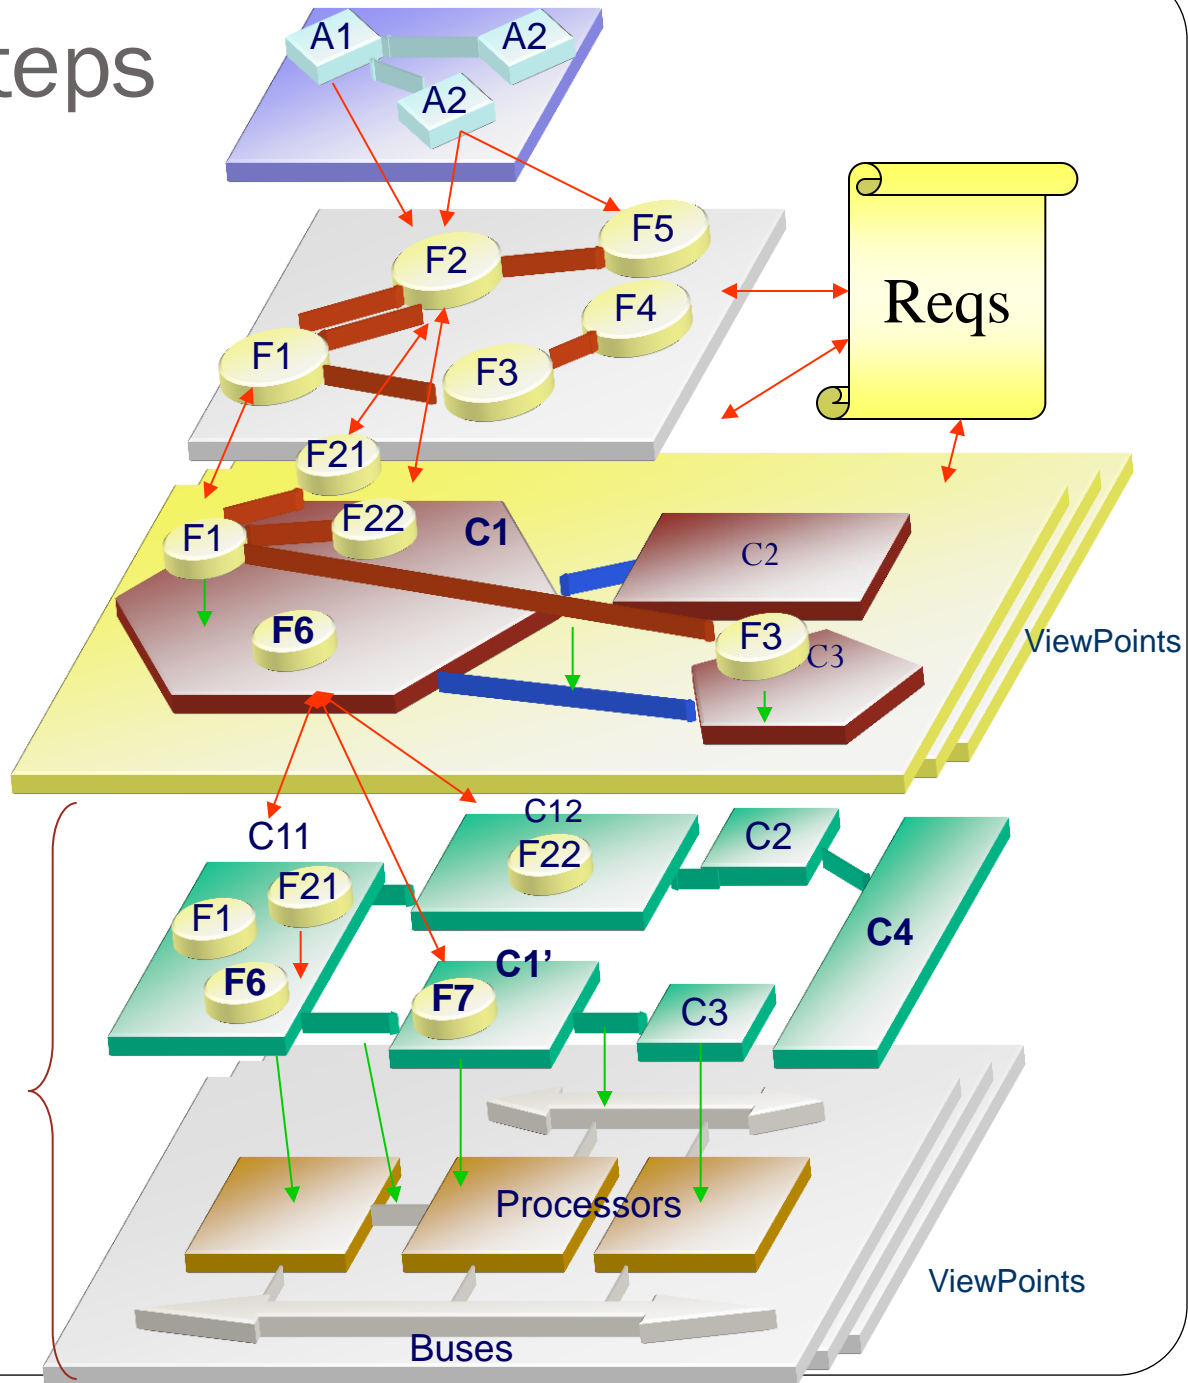 teps
A1
A2
A2
F5
F2
F4
F1
F3
Reqs
F21
F22
C1
F1
C2
F6
F3
C3
ViewPoints
C12
C11
C2
F22
F21
F1
C4
C1’
F6
F7
C3
Processors
ViewPoints
Buses